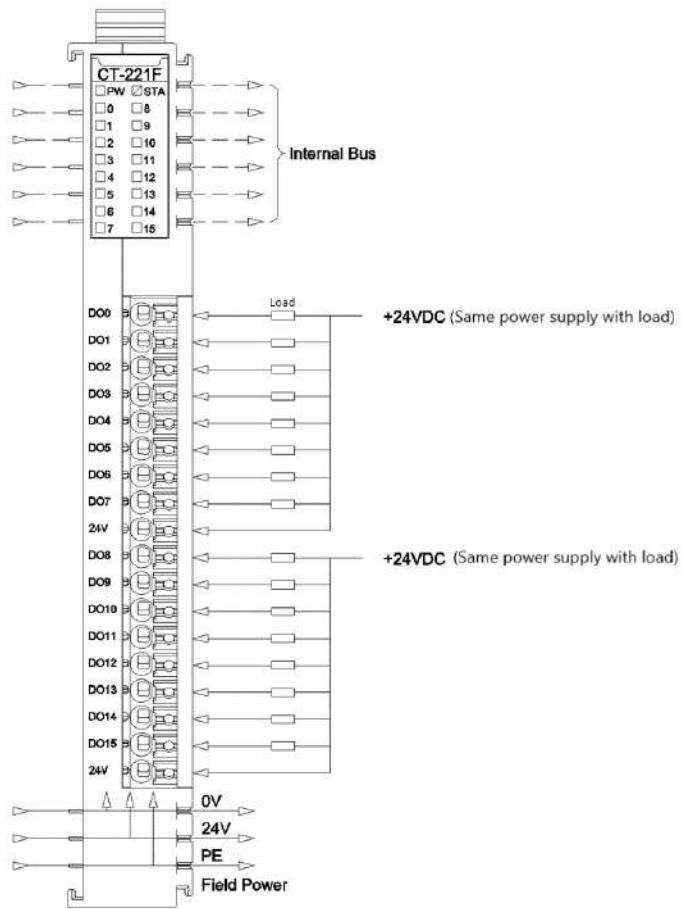 CT-221F
PW STA
0 8
1 9
2 10
3 11
4 12
5 13
6 14
7 15
Internal Bus
DO0 Load +24VDC (Same power supply with load)
DO1
DO2
DO3
DO4
DO5
DO6
DO7
24V
DO8 +24VDC (Same power supply with load)
DO9
DO10
DO11
DO12
DO13
DO14
DO15
24V
0V
24V
PE
Field Power